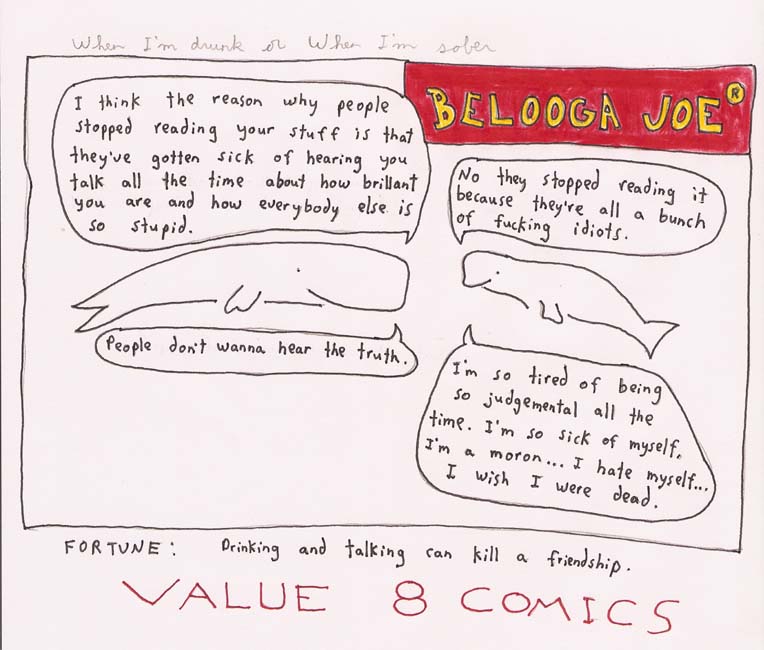 When I'm drunk or When I'm sober
BELOOGA JOE®
I think the reason why people
stopped reading your stuff is that
they've gotten sick of hearing you
talk all the time about how brillant
you are and how everybody else is
so stupid.
No they stopped reading it
because they're all a bunch
of fucking idiots.
People don't wanna hear the truth.
I'm so tired of being
so judgemental all the
time. I'm so sick of myself.
I'm a moron... I hate myself...
I wish I were dead.
FORTUNE: Drinking and talking can kill a friendship.
VALUE 8 COMICS